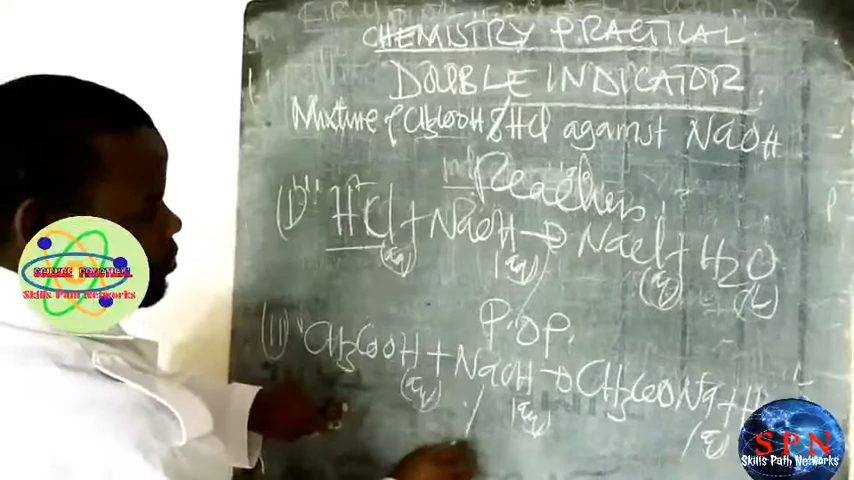 CHEMISTRY PRACTICAL
DOUBLE INDICATOR
Mixture of CH3COOH & HCl against NaOH
Reactions
(i) HCl + NaOH → NaCl + H2O
(aq) (aq) (aq) (l)
P.O.P.
(ii) CH3COOH + NaOH → CH3COONa + H
(aq) (aq) (aq)
SCIENCE PRACTICAL
Skills Path Networks
SPN
Skills Path Networks